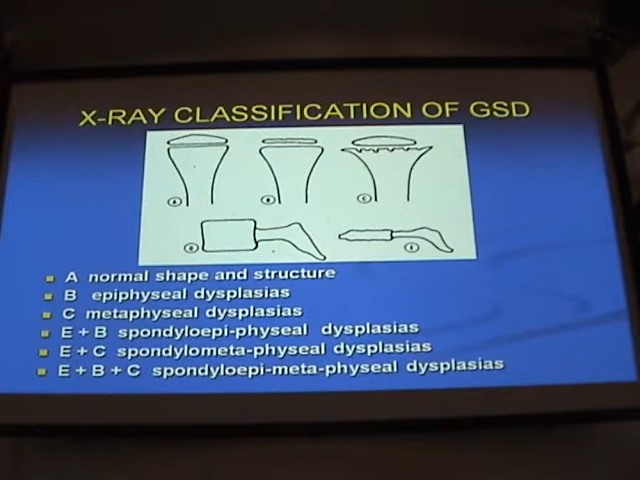 X-RAY CLASSIFICATION OF GSD
A
B
C
D
E
A normal shape and structure
B epiphyseal dysplasias
C metaphyseal dysplasias
E + B spondyloepi-physeal dysplasias
E + C spondylometa-physeal dysplasias
E + B + C spondyloepi-meta-physeal dysplasias